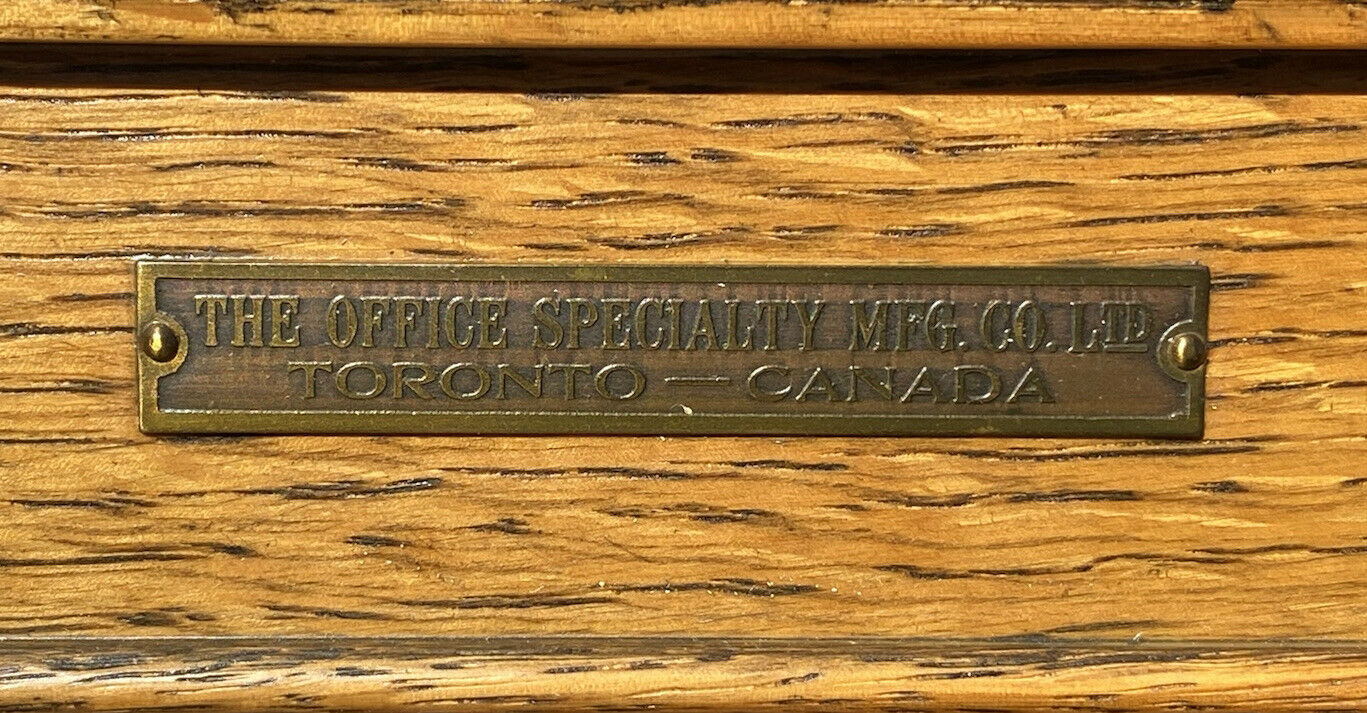 THE OFFICE SPECIALTY MFG. CO. LTD
TORONTO — CANADA